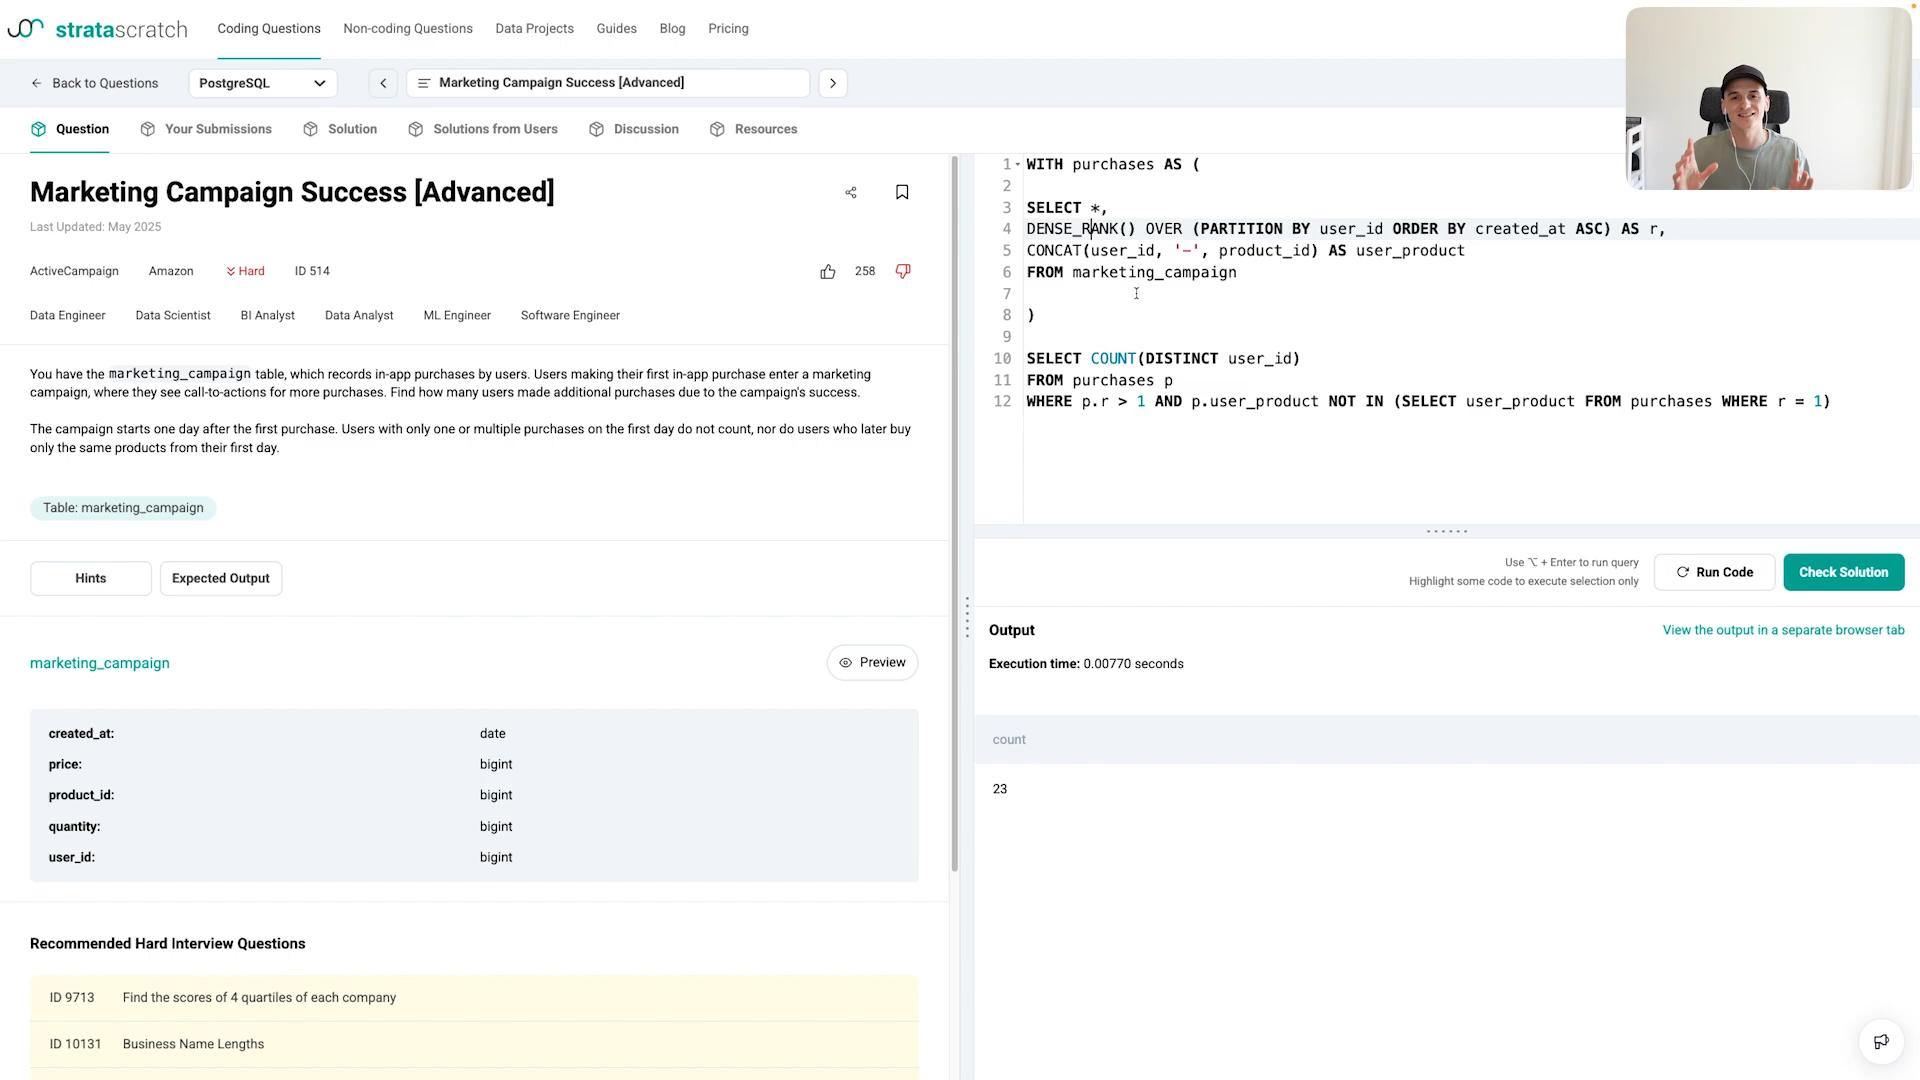 stratascratch
Coding Questions
Non-coding Questions
Data Projects
Guides
Blog
Pricing
Back to Questions
PostgreSQL
Marketing Campaign Success [Advanced]
Question
Your Submissions
Solution
Solutions from Users
Discussion
Resources
Marketing Campaign Success [Advanced]
Last Updated: May 2025
ActiveCampaign
Amazon
Hard
ID 514
258
Data Engineer
Data Scientist
BI Analyst
Data Analyst
ML Engineer
Software Engineer
You have the marketing_campaign table, which records in-app purchases by users. Users making their first in-app purchase enter a marketing
campaign, where they see call-to-actions for more purchases. Find how many users made additional purchases due to the campaign's success.
The campaign starts one day after the first purchase. Users with only one or multiple purchases on the first day do not count, nor do users who later buy
only the same products from their first day.
Table: marketing_campaign
Hints
Expected Output
marketing_campaign
Preview
created_at: date
price: bigint
product_id: bigint
quantity: bigint
user_id: bigint
Recommended Hard Interview Questions
ID 9713 Find the scores of 4 quartiles of each company
ID 10131 Business Name Lengths
1 WITH purchases AS (
2
3 SELECT *,
4 DENSE_RANK() OVER (PARTITION BY user_id ORDER BY created_at ASC) AS r,
5 CONCAT(user_id, '-', product_id) AS user_product
6 FROM marketing_campaign
7
8 )
9
10 SELECT COUNT(DISTINCT user_id)
11 FROM purchases p
12 WHERE p.r > 1 AND p.user_product NOT IN (SELECT user_product FROM purchases WHERE r = 1)
Use ⌥ + Enter to run query
Highlight some code to execute selection only
Run Code
Check Solution
Output
View the output in a separate browser tab
Execution time: 0.00770 seconds
count
23